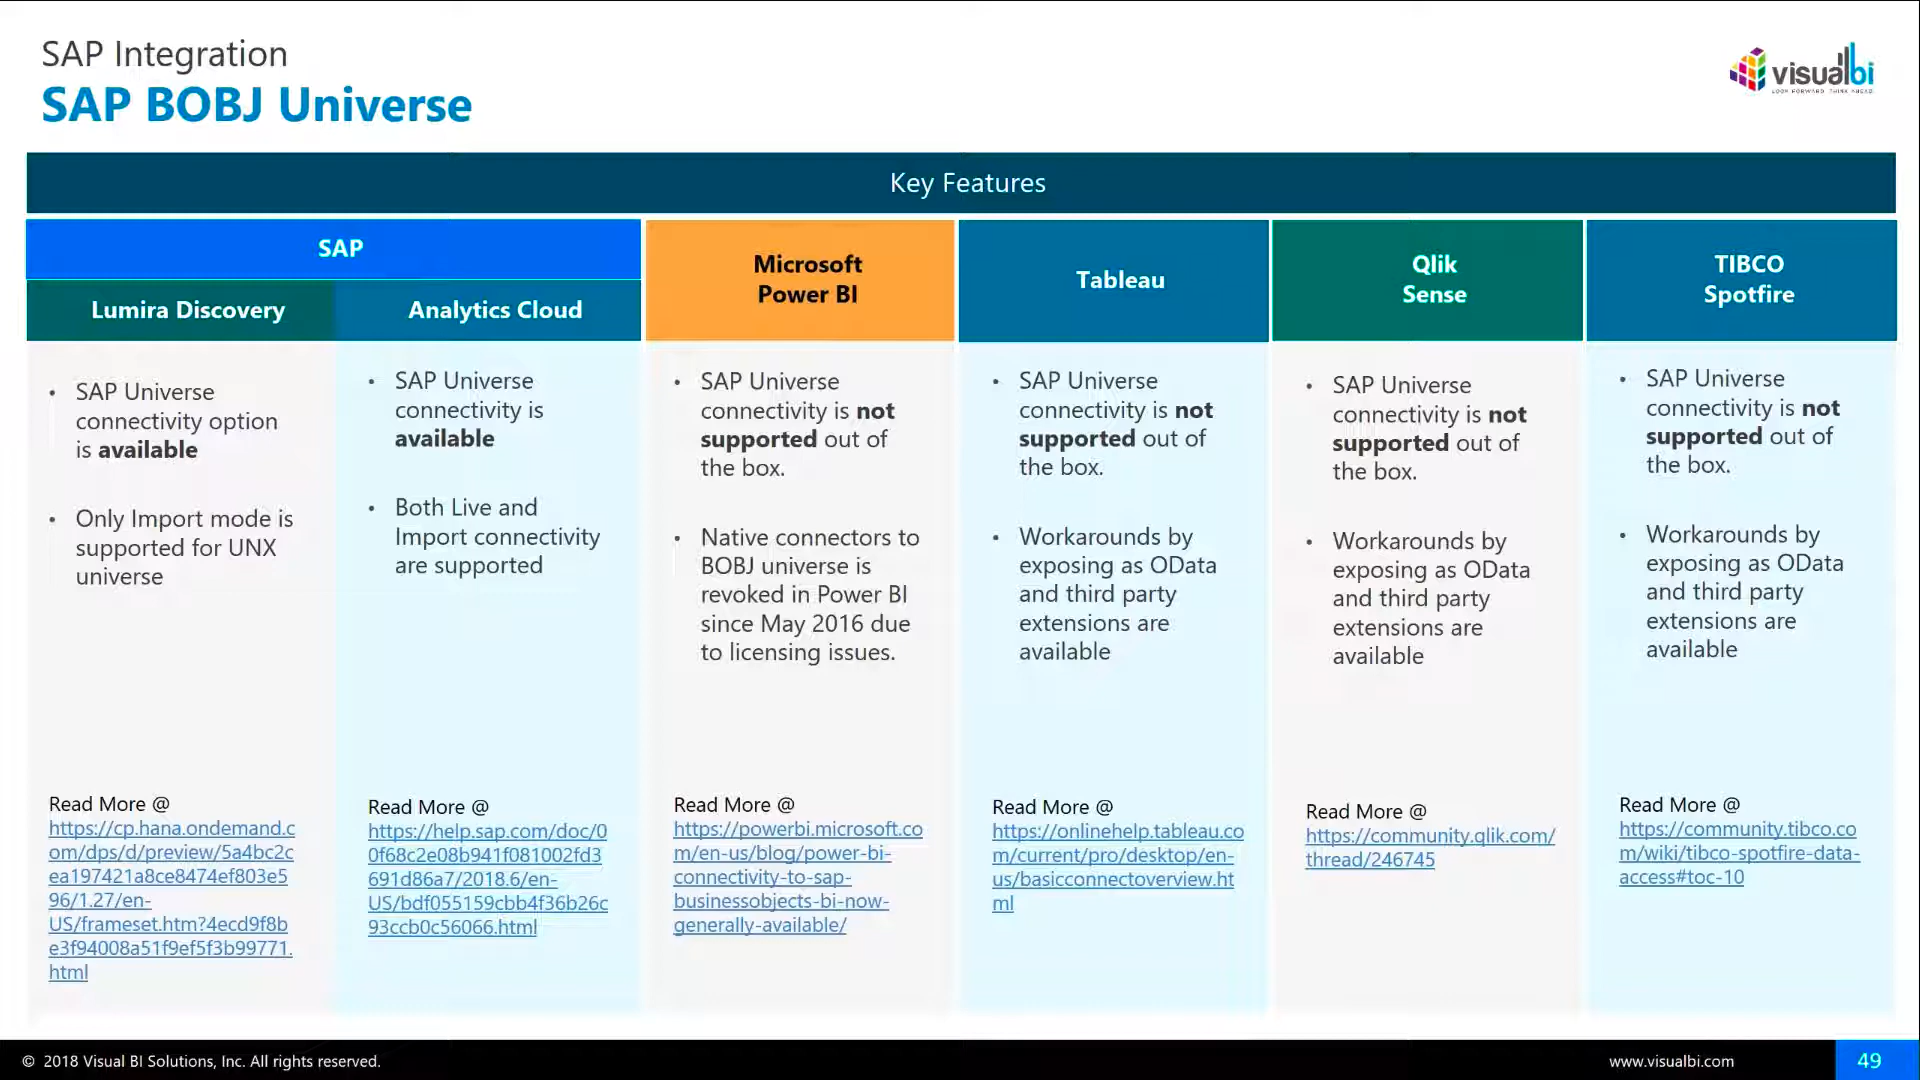 SAP Integration
SAP BOBJ Universe
visualbi
LOOK FORWARD. THINK AHEAD.
Key Features
SAP
Lumira Discovery
Analytics Cloud
Microsoft
Power BI
Tableau
Qlik
Sense
TIBCO
Spotfire
• SAP Universe
connectivity option
is available
• Only Import mode is
supported for UNX
universe
Read More @
https://cp.hana.ondemand.c
om/dps/d/preview/5a4bc2c
ea197421a8ce8474ef803e5
96/1.27/en-
US/frameset.htm?4ecd9f8b
e3f94008a51f9ef5f3b99771.
html
• SAP Universe
connectivity is
available
• Both Live and
Import connectivity
are supported
Read More @
https://help.sap.com/doc/0
0f68c2e08b941f081002fd3
691d86a7/2018.6/en-
US/bdf055159cbb4f36b26c
93ccb0c56066.html
• SAP Universe
connectivity is not
supported out of
the box.
• Native connectors to
BOBJ universe is
revoked in Power BI
since May 2016 due
to licensing issues.
Read More @
https://powerbi.microsoft.co
m/en-us/blog/power-bi-
connectivity-to-sap-
businessobjects-bi-now-
generally-available/
• SAP Universe
connectivity is not
supported out of
the box.
• Workarounds by
exposing as OData
and third party
extensions are
available
Read More @
https://onlinehelp.tableau.co
m/current/pro/desktop/en-
us/basicconnectoverview.ht
ml
• SAP Universe
connectivity is not
supported out of
the box.
• Workarounds by
exposing as OData
and third party
extensions are
available
Read More @
https://community.qlik.com/
thread/246745
• SAP Universe
connectivity is not
supported out of
the box.
• Workarounds by
exposing as OData
and third party
extensions are
available
Read More @
https://community.tibco.co
m/wiki/tibco-spotfire-data-
access#toc-10
© 2018 Visual BI Solutions, Inc. All rights reserved.
www.visualbi.com
49